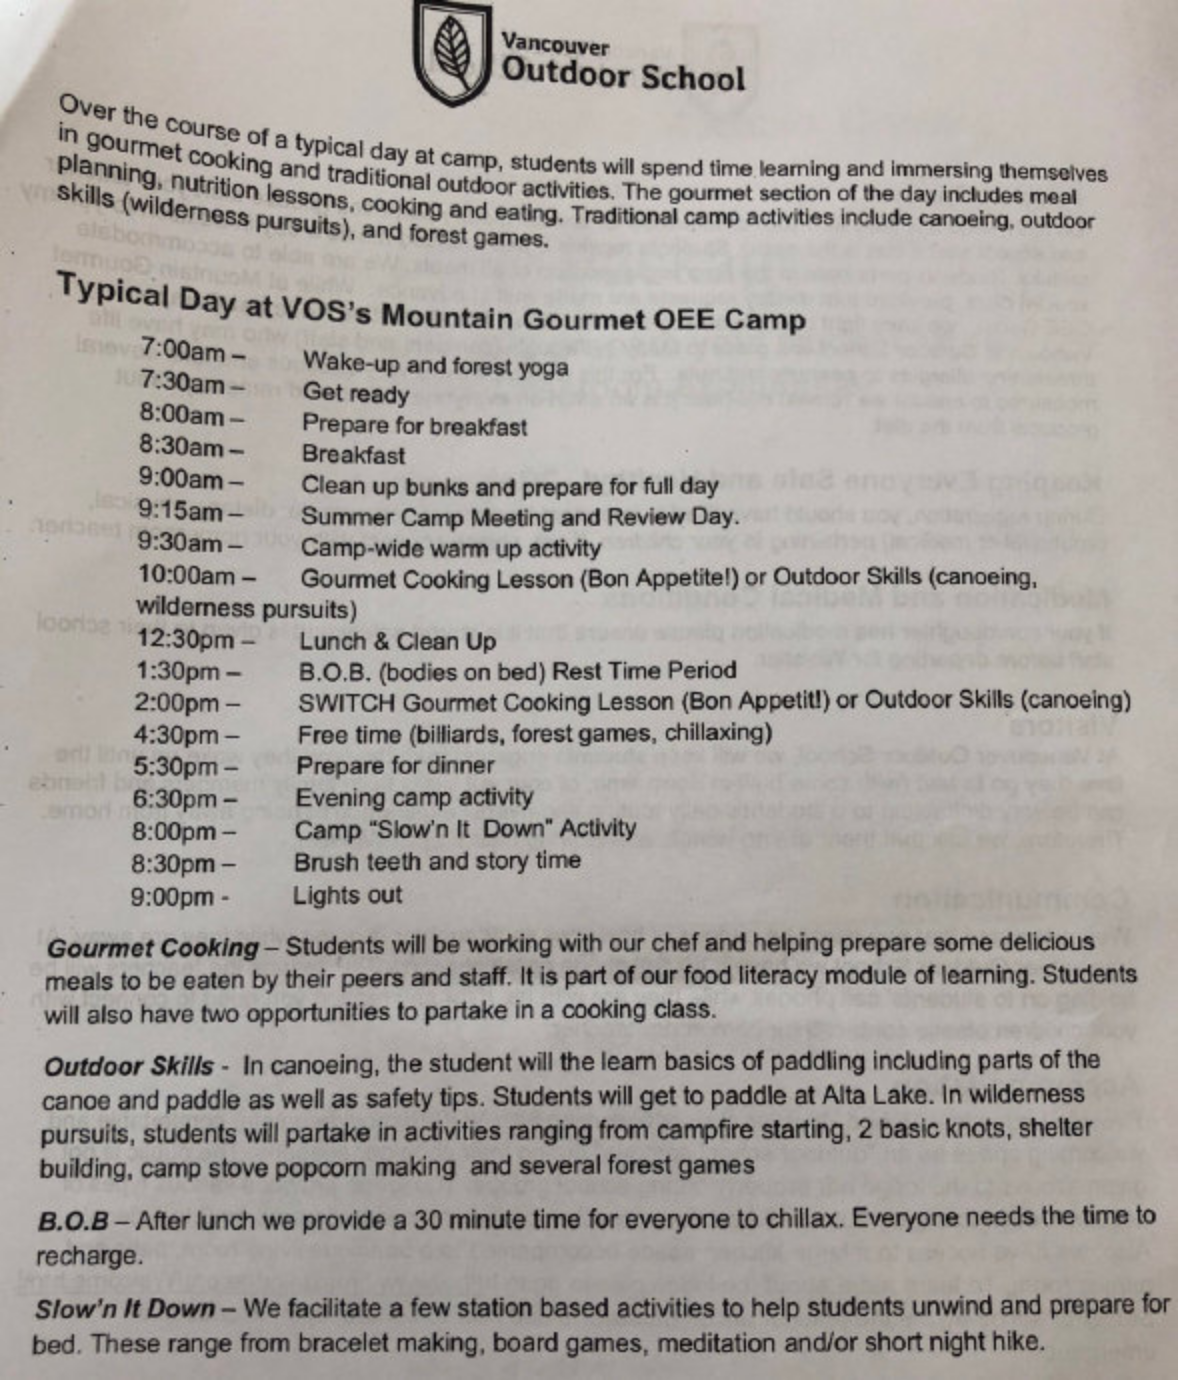 Vancouver
Outdoor School
Over the course of a typical day at camp, students will spend time learning and immersing themselves
in gourmet cooking and traditional outdoor activities. The gourmet section of the day includes meal
planning, nutrition lessons, cooking and eating. Traditional camp activities include canoeing, outdoor
skills (wilderness pursuits), and forest games.
Typical Day at VOS's Mountain Gourmet OEE Camp
7:00am – Wake-up and forest yoga
7:30am – Get ready
8:00am – Prepare for breakfast
8:30am – Breakfast
9:00am – Clean up bunks and prepare for full day
9:15am – Summer Camp Meeting and Review Day.
9:30am – Camp-wide warm up activity
10:00am – Gourmet Cooking Lesson (Bon Appetite!) or Outdoor Skills (canoeing,
wilderness pursuits)
12:30pm – Lunch & Clean Up
1:30pm – B.O.B. (bodies on bed) Rest Time Period
2:00pm – SWITCH Gourmet Cooking Lesson (Bon Appetit!) or Outdoor Skills (canoeing)
4:30pm – Free time (billiards, forest games, chillaxing)
5:30pm – Prepare for dinner
6:30pm – Evening camp activity
8:00pm – Camp "Slow'n It Down" Activity
8:30pm – Brush teeth and story time
9:00pm - Lights out
Gourmet Cooking – Students will be working with our chef and helping prepare some delicious
meals to be eaten by their peers and staff. It is part of our food literacy module of learning. Students
will also have two opportunities to partake in a cooking class.
Outdoor Skills - In canoeing, the student will the learn basics of paddling including parts of the
canoe and paddle as well as safety tips. Students will get to paddle at Alta Lake. In wilderness
pursuits, students will partake in activities ranging from campfire starting, 2 basic knots, shelter
building, camp stove popcorn making and several forest games
B.O.B – After lunch we provide a 30 minute time for everyone to chillax. Everyone needs the time to
recharge.
Slow'n It Down – We facilitate a few station based activities to help students unwind and prepare for
bed. These range from bracelet making, board games, meditation and/or short night hike.